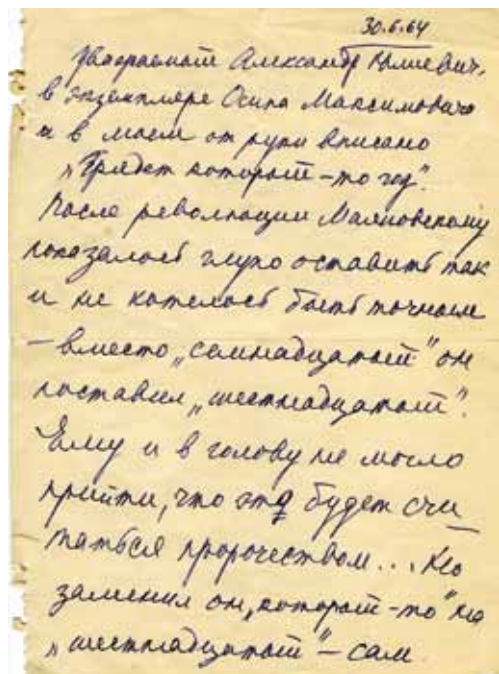 30.6.64
Уважаемый Александр Юлиевич,
в экземпляре Осипа Максимовича
и в моем от руки вписано
„Грядет который-то год“.
После революции Маяковскому
показалось глупо оставить так
и не хотелось быть точным
– вместо „семнадцатый“ он
поставил „шестнадцатый“.
Ему и в голову не могло
прийти, что это будет счи-
таться пророчеством... Но
заменил он „который-то“ на
„шестнадцатый“ – сам